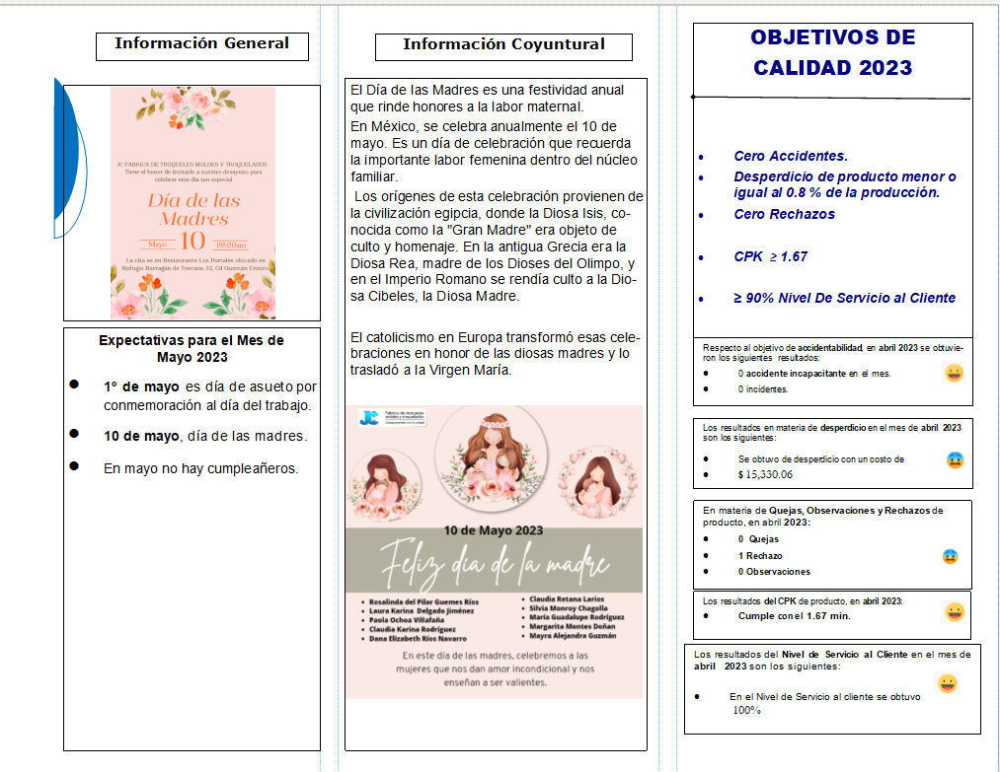 Información General
JC FABRICA DE TROQUELES MOLDES Y TROQUELADOS
Tiene el honor de invitarle a nuestro desayuno para
celebrar este día tan especial
Día de las
Madres
Mayo 10 09:00am
La cita es en Restaurante Los Portales ubicado en
Refugio Barragán de Toscano 32, Cd Guzmán Centro.
Expectativas para el Mes de
Mayo 2023
● 1º de mayo es día de asueto por
conmemoración al día del trabajo.
● 10 de mayo, día de las madres.
● En mayo no hay cumpleañeros.
Información Coyuntural
El Día de las Madres es una festividad anual
que rinde honores a la labor maternal.
En México, se celebra anualmente el 10 de
mayo. Es un día de celebración que recuerda
la importante labor femenina dentro del núcleo
familiar.
Los orígenes de esta celebración provienen de
la civilización egipcia, donde la Diosa Isis, co-
nocida como la "Gran Madre" era objeto de
culto y homenaje. En la antigua Grecia era la
Diosa Rea, madre de los Dioses del Olimpo, y
en el Imperio Romano se rendía culto a la Dio-
sa Cibeles, la Diosa Madre.
El catolicismo en Europa transformó esas cele-
braciones en honor de las diosas madres y lo
trasladó a la Virgen María.
JC Fábrica de troqueles
moldes y troquelados
10 de Mayo 2023
Feliz día de la madre
• Rosalinda del Pilar Guemes Ríos
• Laura Karina Delgado Jiménez
• Paola Ochoa Villafaña
• Claudia Karina Rodríguez
• Dana Elizabeth Ríos Navarro
• Claudia Retana Larios
• Silvia Monroy Chagolla
• María Guadalupe Rodríguez
• Margarita Montes Doñan
• Mayra Alejandra Guzmán
En este día de las madres, celebremos a las
mujeres que nos dan amor incondicional y nos
enseñan a ser valientes.
OBJETIVOS DE
CALIDAD 2023
• Cero Accidentes.
• Desperdicio de producto menor o
igual al 0.8 % de la producción.
• Cero Rechazos
• CPK ≥ 1.67
• ≥ 90% Nivel De Servicio al Cliente
Respecto al objetivo de accidentabilidad, en abril 2023 se obtuvie-
ron los siguientes resultados:
● 0 accidente incapacitante en el mes.
● 0 incidentes.
Los resultados en materia de desperdicio en el mes de abril 2023
son los siguientes:
● Se obtuvo de desperdicio con un costo de
● $ 15,330.06
En materia de Quejas, Observaciones y Rechazos de
producto, en abril 2023:
● 0 Quejas
● 1 Rechazo
● 0 Observaciones
Los resultados del CPK de producto, en abril 2023:
● Cumple con el 1.67 min.
Los resultados del Nivel de Servicio al Cliente en el mes de
abril 2023 son los siguientes:
● En el Nivel de Servicio al cliente se obtuvo
100%